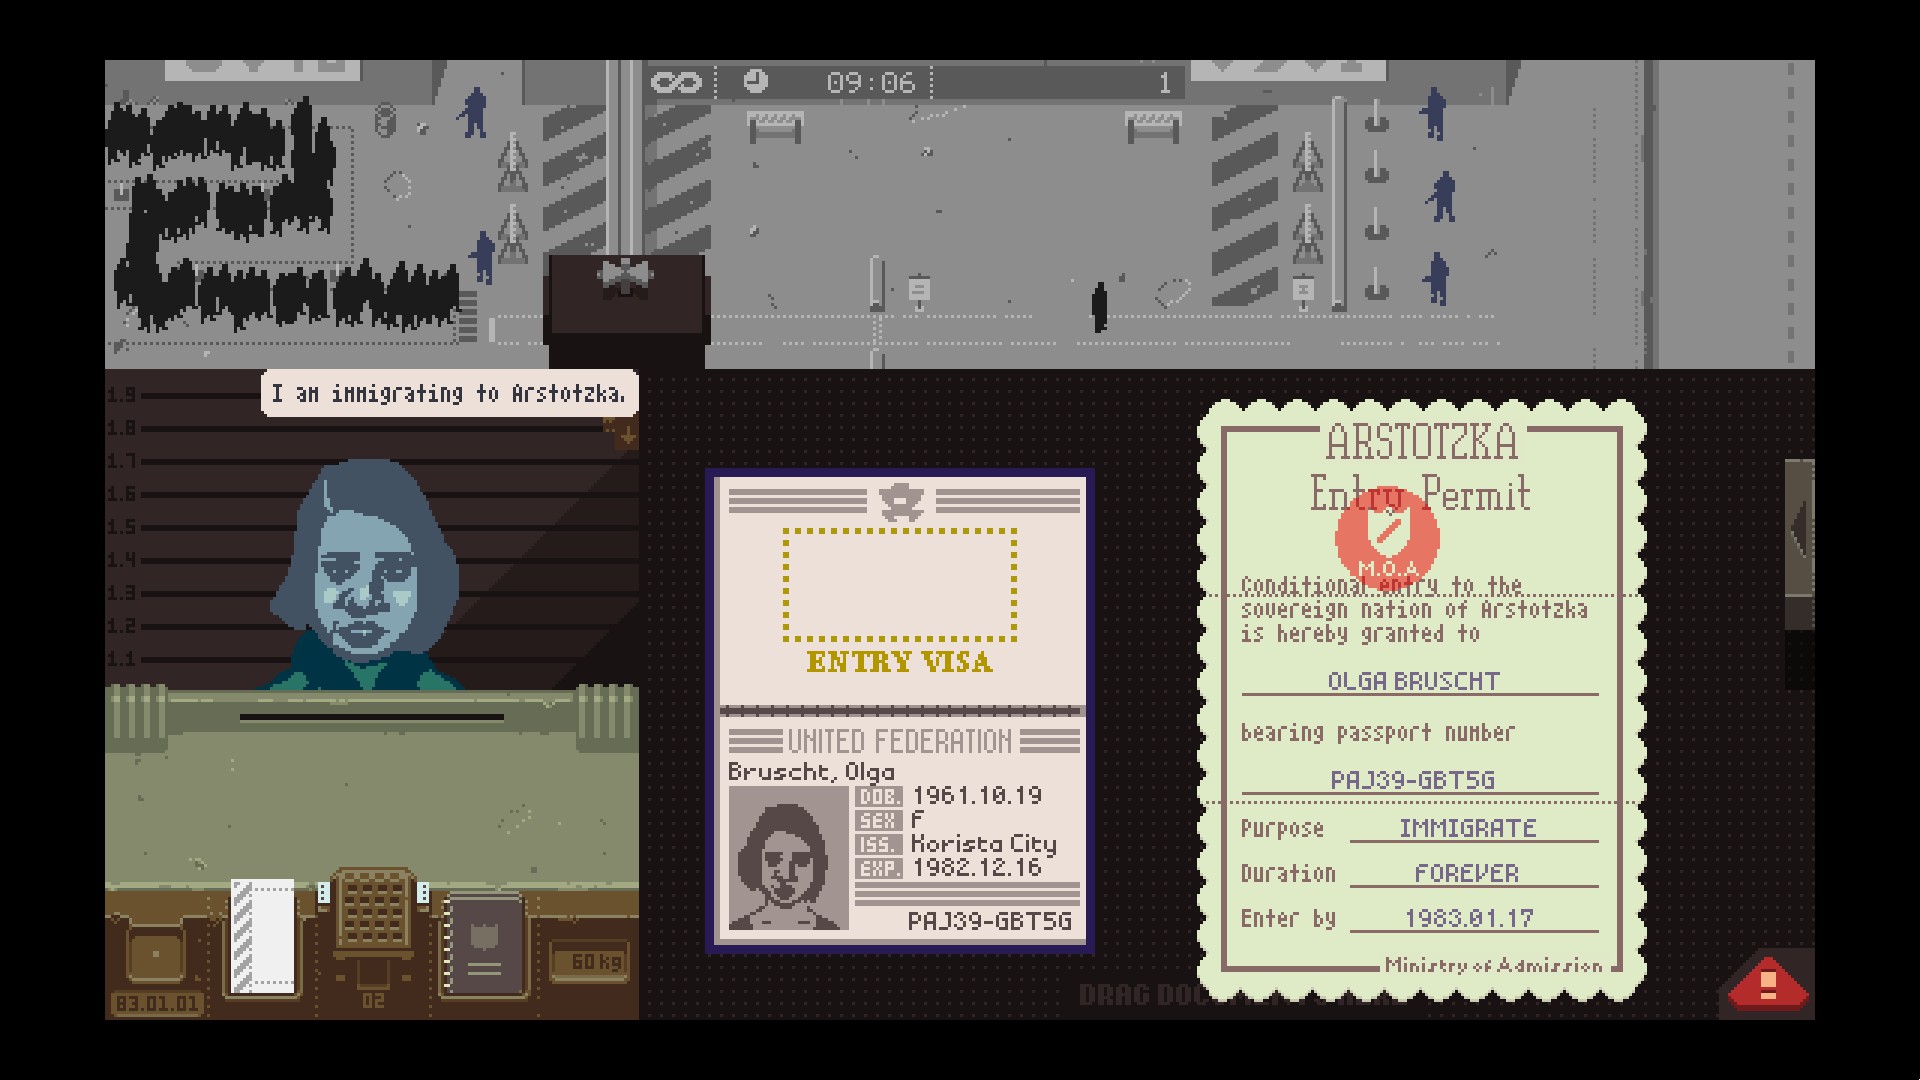 09:06
1
I am immigrating to Arstotzka.
1.9
1.8
1.7
1.6
1.5
1.4
1.3
1.2
1.1
60 kg
83.01.01
02
ENTRY VISA
UNITED FEDERATION
Bruscht, Olga
DOB. 1961.10.19
SEX F
ISS. Korista City
EXP. 1982.12.16
PAJ39-GBT5G
ARSTOTZKA
Entry Permit
M.O.A
Conditional entry to the
sovereign nation of Arstotzka
is hereby granted to
OLGA BRUSCHT
bearing passport number
PAJ39-GBT5G
Purpose IMMIGRATE
Duration FOREVER
Enter by 1983.01.17
Ministry of Admission
DRAG